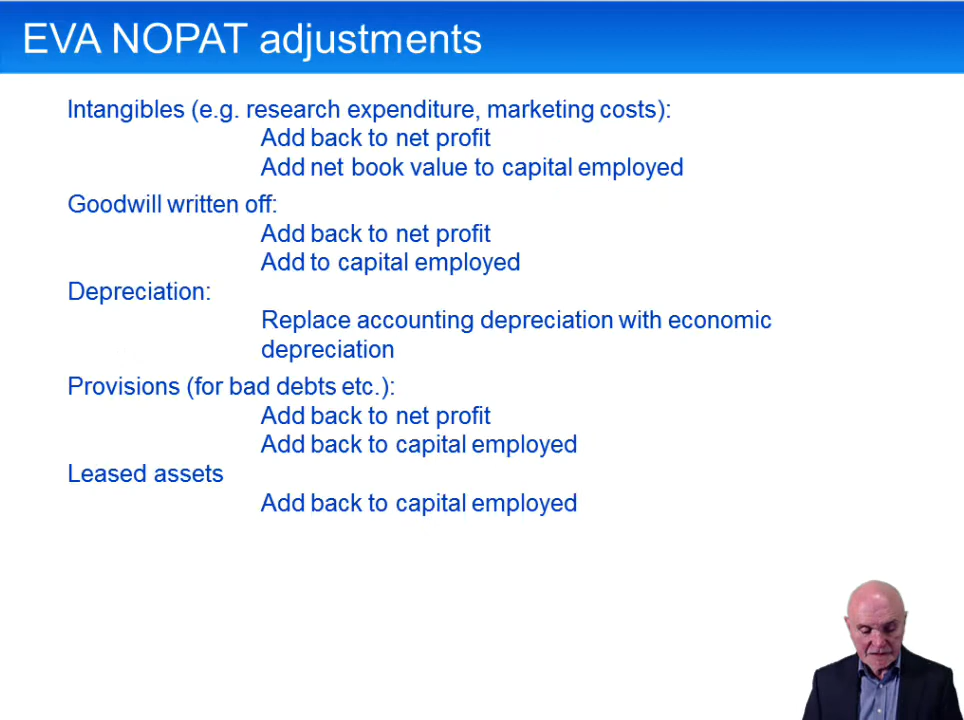 EVA NOPAT adjustments
Intangibles (e.g. research expenditure, marketing costs):
Add back to net profit
Add net book value to capital employed
Goodwill written off:
Add back to net profit
Add to capital employed
Depreciation:
Replace accounting depreciation with economic
depreciation
Provisions (for bad debts etc.):
Add back to net profit
Add back to capital employed
Leased assets
Add back to capital employed